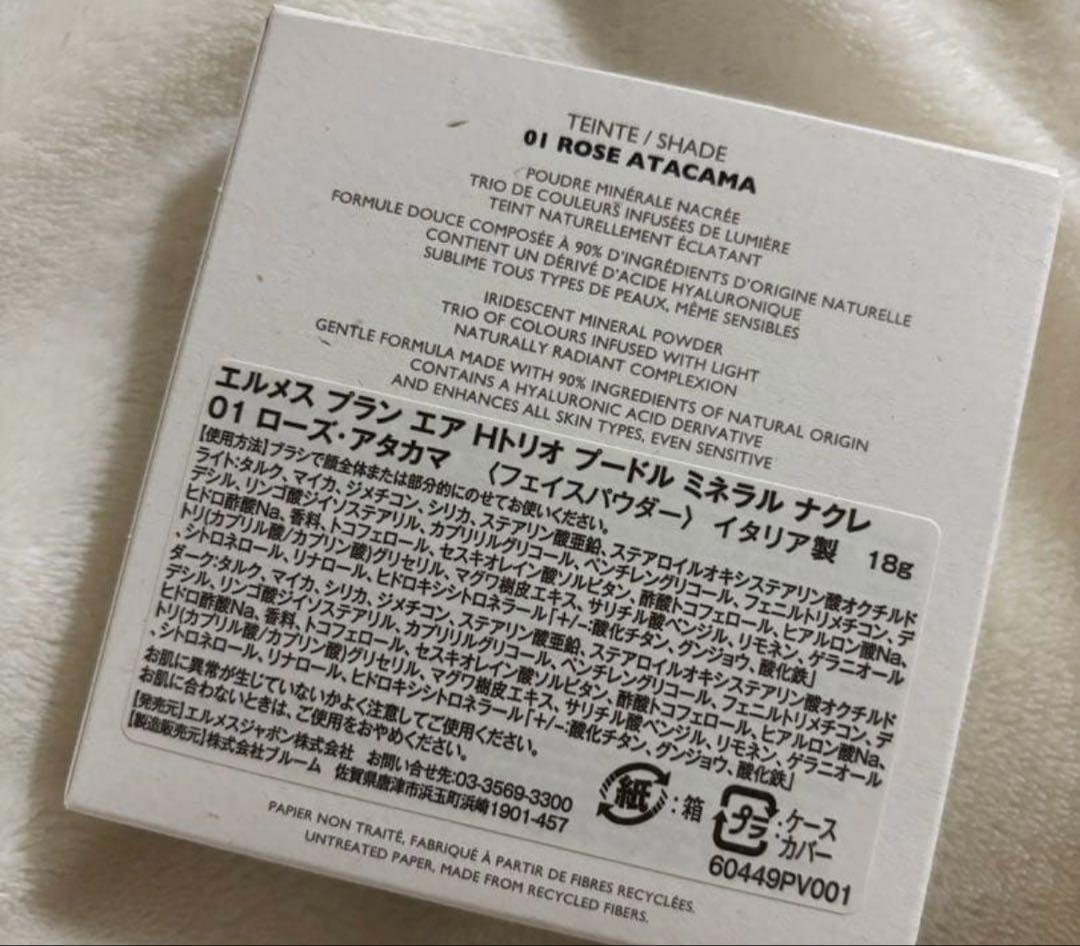 TEINTE / SHADE
01 ROSE ATACAMA
POUDRE MINÉRALE NACRÉE
TRIO DE COULEURS INFUSÉES DE LUMIÈRE
TEINT NATURELLEMENT ÉCLATANT
FORMULE DOUCE COMPOSÉE À 90% D'INGRÉDIENTS D'ORIGINE NATURELLE
CONTIENT UN DÉRIVÉ D'ACIDE HYALURONIQUE
SUBLIME TOUS TYPES DE PEAUX, MÊME SENSIBLES
IRIDESCENT MINERAL POWDER
TRIO OF COLOURS INFUSED WITH LIGHT
NATURALLY RADIANT COMPLEXION
GENTLE FORMULA MADE WITH 90% INGREDIENTS OF NATURAL ORIGIN
CONTAINS A HYALURONIC ACID DERIVATIVE
AND ENHANCES ALL SKIN TYPES, EVEN SENSITIVE
エルメス プラン エア Hトリオ プードル ミネラル ナクレ
01 ローズ・アタカマ 〈フェイスパウダー〉 イタリア製 18g
【使用方法】ブラシで顔全体または部分的にのせてお使いください。
ライト:タルク、マイカ、ジメチコン、シリカ、ステアリン酸亜鉛、ステアロイルオキシステアリン酸オクチルド
デシル、リンゴ酸ジイソステアリル、カプリリルグリコール、ペンチレングリコール、フェニルトリメチコン、デ
ヒドロ酢酸Na、香料、トコフェロール、セスキオレイン酸ソルビタン、酢酸トコフェロール、ヒアルロン酸Na、
トリ(カプリル酸/カプリン酸)グリセリル、マグワ樹皮エキス、サリチル酸ベンジル、リモネン、ゲラニオール
、シトロネロール、リナロール、ヒドロキシシトロネラール「+/-:酸化チタン、グンジョウ、酸化鉄」
ダーク:タルク、マイカ、シリカ、ジメチコン、ステアリン酸亜鉛、ステアロイルオキシステアリン酸オクチルド
デシル、リンゴ酸ジイソステアリル、カプリリルグリコール、ペンチレングリコール、フェニルトリメチコン、デ
ヒドロ酢酸Na、香料、トコフェロール、セスキオレイン酸ソルビタン、酢酸トコフェロール、ヒアルロン酸Na、
トリ(カプリル酸/カプリン酸)グリセリル、マグワ樹皮エキス、サリチル酸ベンジル、リモネン、ゲラニオール
、シトロネロール、リナロール、ヒドロキシシトロネラール「+/-:酸化チタン、グンジョウ、酸化鉄」
お肌に異常が生じていないかよく注意してご使用ください。
お肌に合わないときは、ご使用をおやめください。
【発売元】エルメスジャポン株式会社 お問い合せ先:03-3569-3300
【製造販売元】株式会社ブルーム 佐賀県唐津市浜玉町浜崎1901-457
紙:箱 プラ:ケース
カバー
60449PV001
PAPIER NON TRAITÉ, FABRIQUÉ À PARTIR DE FIBRES RECYCLÉES.
UNTREATED PAPER, MADE FROM RECYCLED FIBERS.